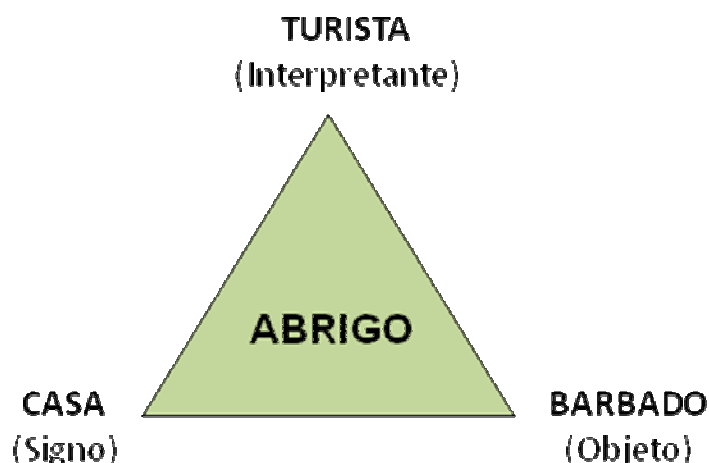 TURISTA
(Interpretante)
ABRIGO
CASA
(Signo)
BARBADO
(Objeto)